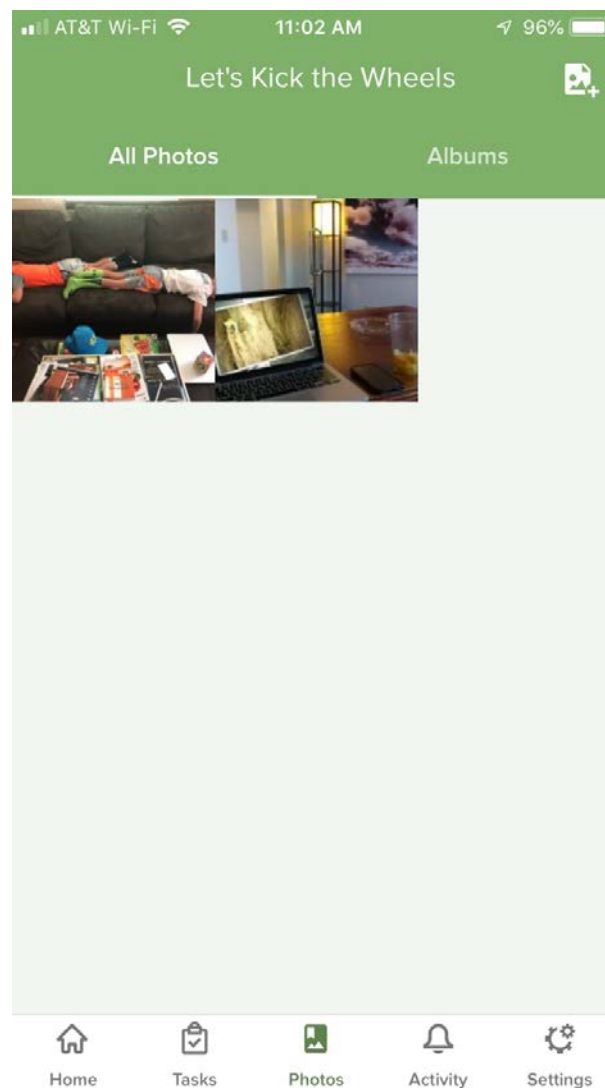 AT&T Wi-Fi 11:02 AM 96%
Let's Kick the Wheels
All Photos Albums
Home Tasks Photos Activity Settings